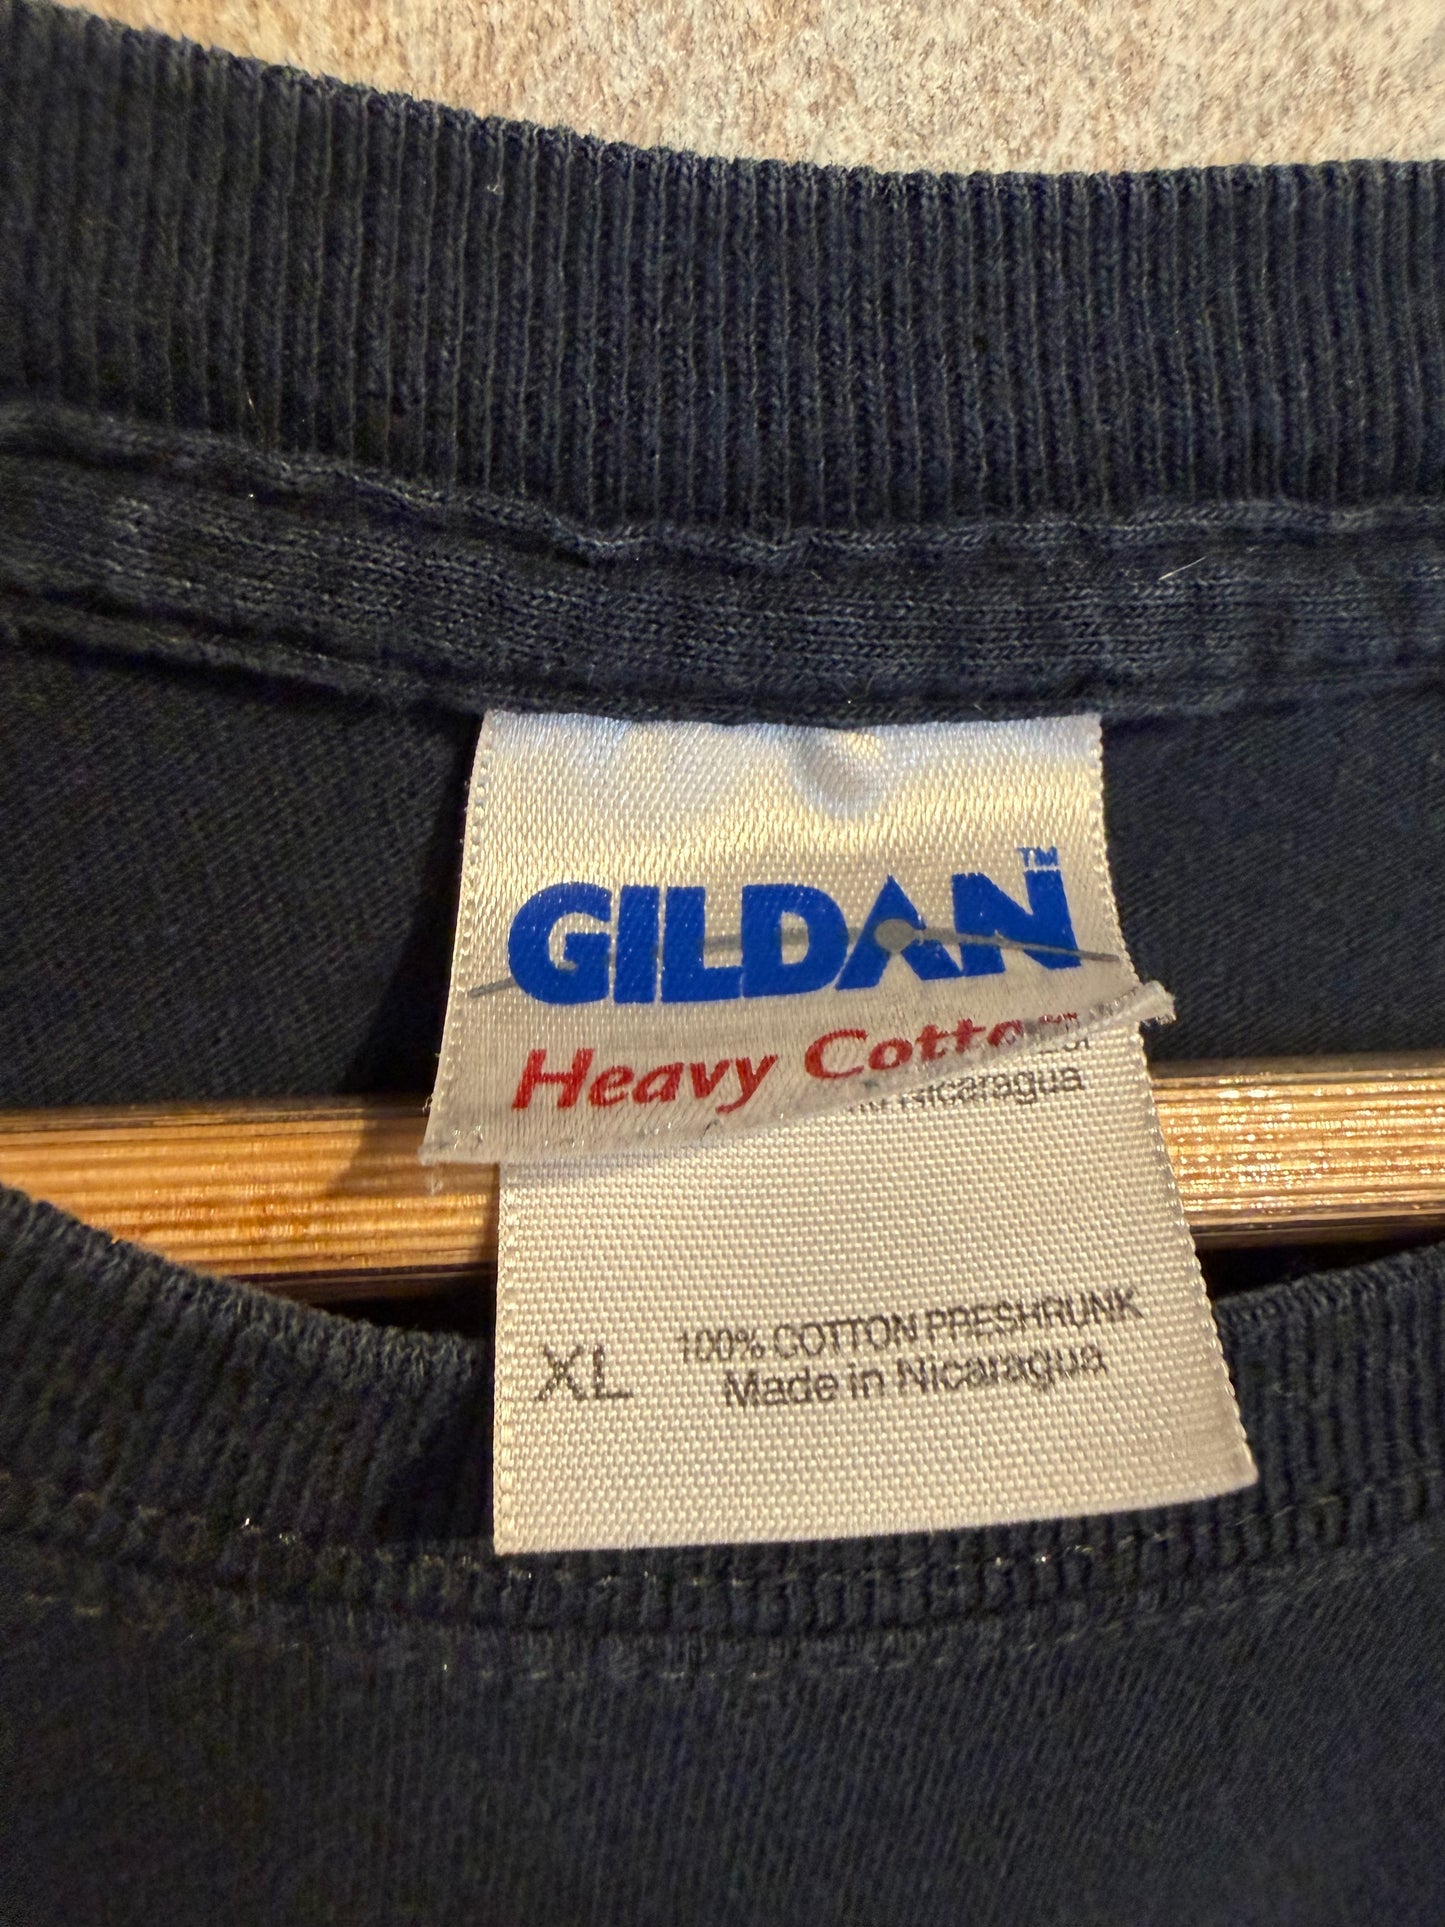 GILDAN™
Heavy Cotton
Nicaragua
XL 100% COTTON PRESHRUNK
Made in Nicaragua